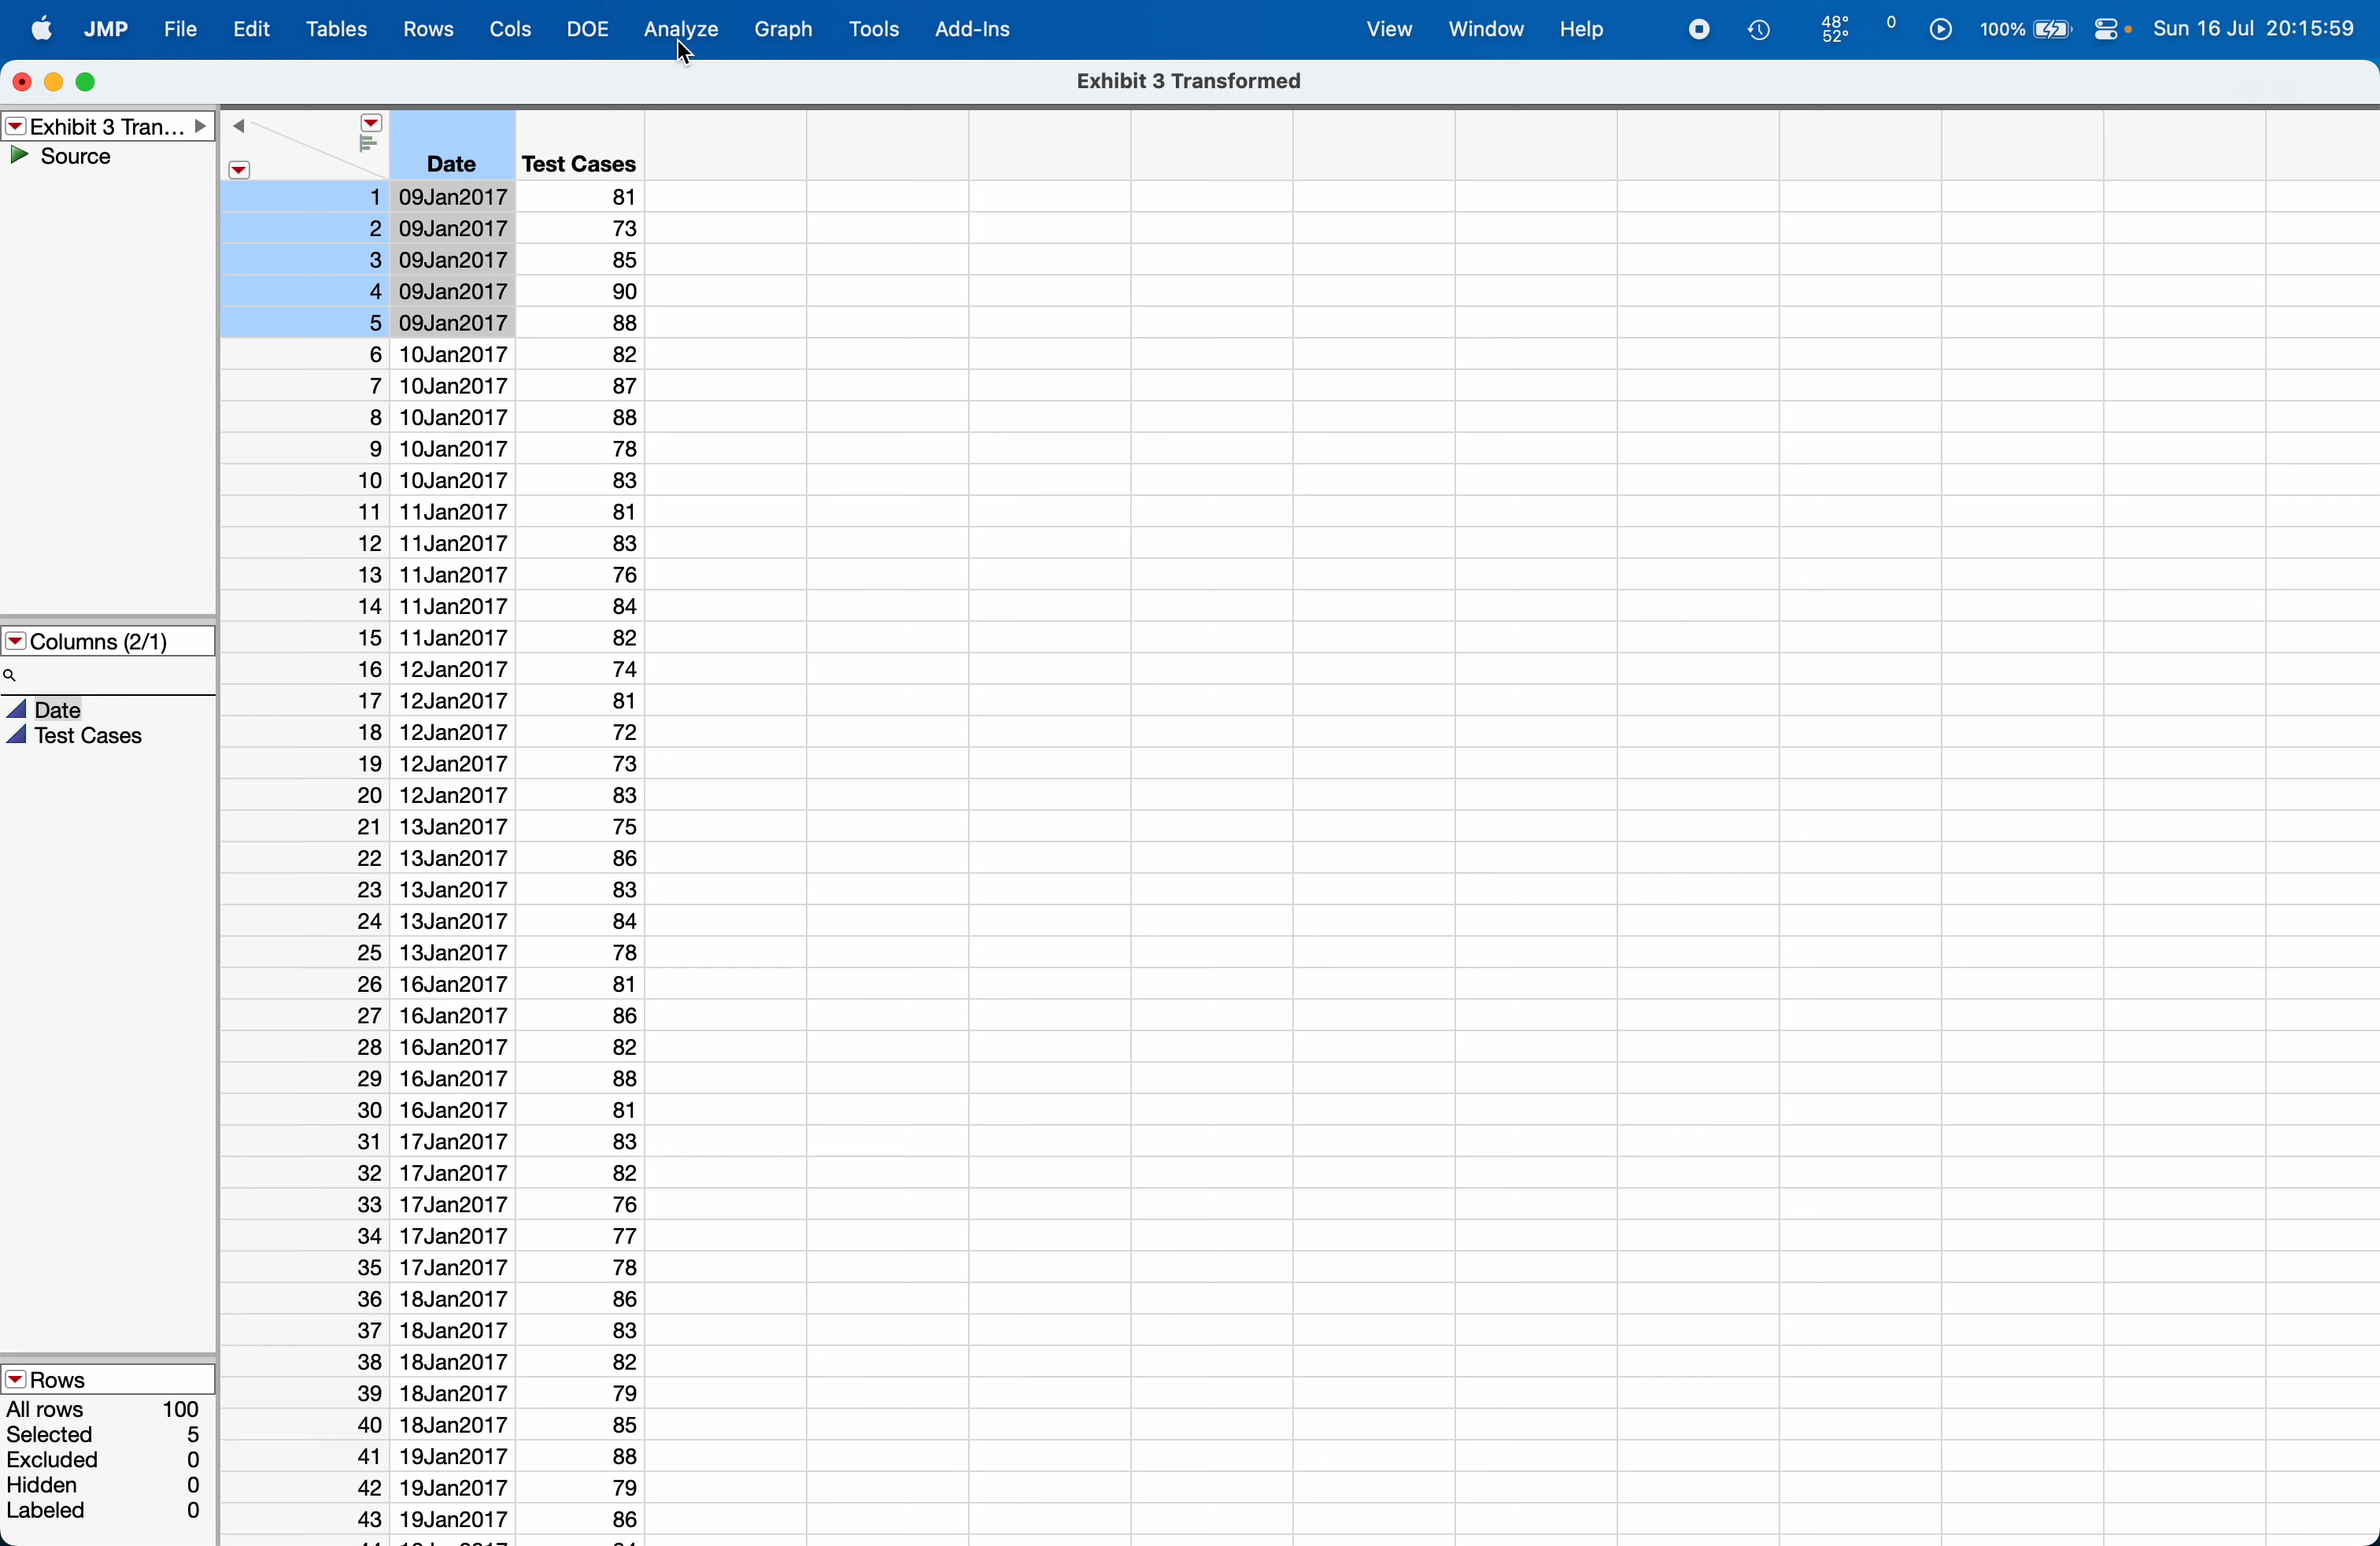 JMP File Edit Tables Rows Cols DOE Analyze Graph Tools Add-Ins View Window Help 48° 52° 0 100% Sun 16 Jul 20:15:59
Exhibit 3 Transformed
Exhibit 3 Tran...
Source
Columns (2/1)
Date
Test Cases
Rows
All rows 100
Selected 5
Excluded 0
Hidden 0
Labeled 0
Date Test Cases
1 09Jan2017 81
2 09Jan2017 73
3 09Jan2017 85
4 09Jan2017 90
5 09Jan2017 88
6 10Jan2017 82
7 10Jan2017 87
8 10Jan2017 88
9 10Jan2017 78
10 10Jan2017 83
11 11Jan2017 81
12 11Jan2017 83
13 11Jan2017 76
14 11Jan2017 84
15 11Jan2017 82
16 12Jan2017 74
17 12Jan2017 81
18 12Jan2017 72
19 12Jan2017 73
20 12Jan2017 83
21 13Jan2017 75
22 13Jan2017 86
23 13Jan2017 83
24 13Jan2017 84
25 13Jan2017 78
26 16Jan2017 81
27 16Jan2017 86
28 16Jan2017 82
29 16Jan2017 88
30 16Jan2017 81
31 17Jan2017 83
32 17Jan2017 82
33 17Jan2017 76
34 17Jan2017 77
35 17Jan2017 78
36 18Jan2017 86
37 18Jan2017 83
38 18Jan2017 82
39 18Jan2017 79
40 18Jan2017 85
41 19Jan2017 88
42 19Jan2017 79
43 19Jan2017 86